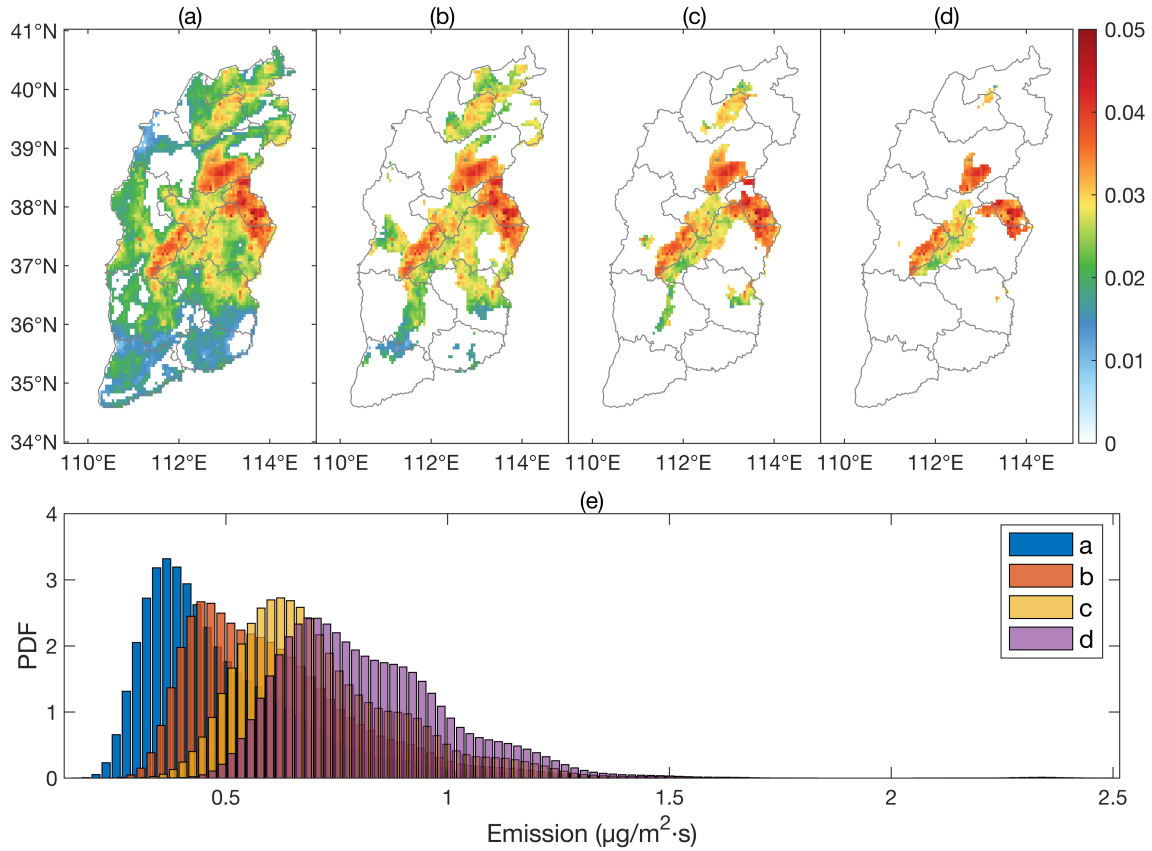 (a) (b) (c) (d)
41°N
40°N
39°N
38°N
37°N
36°N
35°N
34°N
110°E 112°E 114°E 110°E 112°E 114°E 110°E 112°E 114°E 110°E 112°E 114°E
0.05
0.04
0.03
0.02
0.01
0
(e)
4
3
2
1
0
PDF
a
b
c
d
0.5 1 1.5 2 2.5
Emission (μg/m²·s)